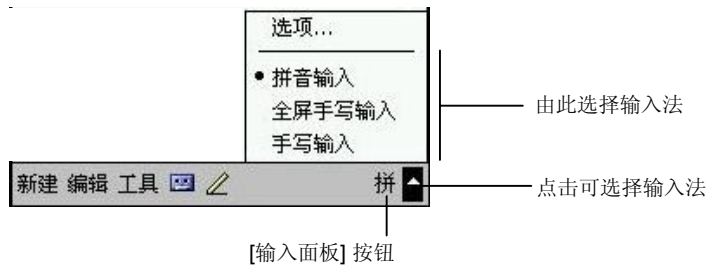 选项...
拼音输入
全屏手写输入
手写输入
由此选择输入法
新建 编辑 工具 拼
点击可选择输入法
[输入面板] 按钮